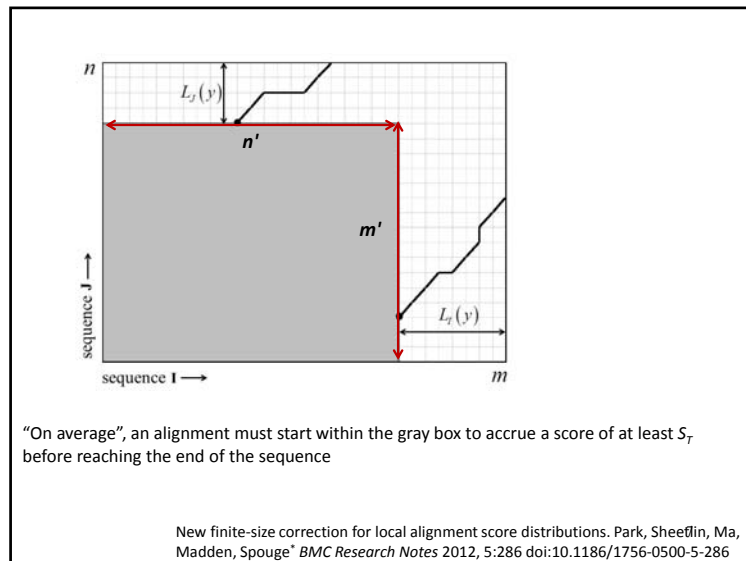 n
L_J(y)
n'
m'
L_I(y)
sequence J →
sequence I → m
“On average”, an alignment must start within the gray box to accrue a score of at least S_T
before reaching the end of the sequence
New finite-size correction for local alignment score distributions. Park, Sheetlin, Ma,
Madden, Spouge* BMC Research Notes 2012, 5:286 doi:10.1186/1756-0500-5-286